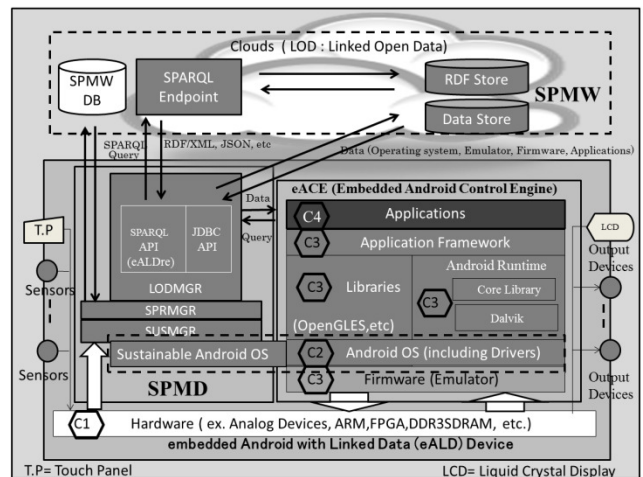 Clouds ( LOD : Linked Open Data )
SPMW
DB
SPARQL
Endpoint
RDF Store
SPMW
Data Store
SPARQL
Query
RDF/XML, JSON, etc
Data (Operating system, Emulator, Firmware, Applications)
eACE (Embedded Android Control Engine)
Data
Query
T.P
Sensors
Sensors
SPARQL
API
(eALDre)
JDBC
API
LODMGR
SPRMGR
SUSMGR
Sustainable Android OS
SPMD
C4
Applications
C3
Application Framework
C3
Libraries
(OpenGLES,etc)
Android Runtime
C3
Core Library
Dalvik
C2
Android OS (including Drivers)
C3
Firmware (Emulator)
LCD
Output
Devices
Output
Devices
C1
Hardware ( ex. Analog Devices, ARM,FPGA,DDR3SDRAM, etc.)
embedded Android with Linked Data (eALD) Device
T.P= Touch Panel
LCD= Liquid Crystal Display